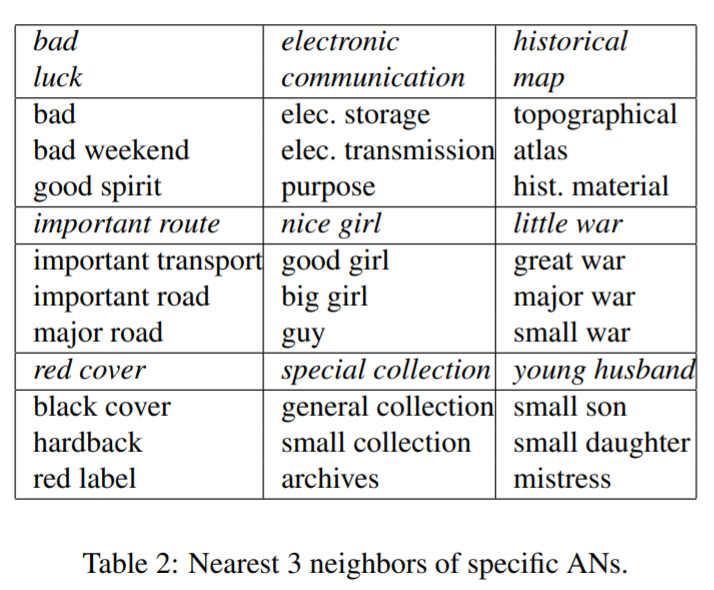 bad electronic historical
luck communication map
bad elec. storage topographical
bad weekend elec. transmission atlas
good spirit purpose hist. material
important route nice girl little war
important transport good girl great war
important road big girl major war
major road guy small war
red cover special collection young husband
black cover general collection small son
hardback small collection small daughter
red label archives mistress
Table 2: Nearest 3 neighbors of specific ANs.